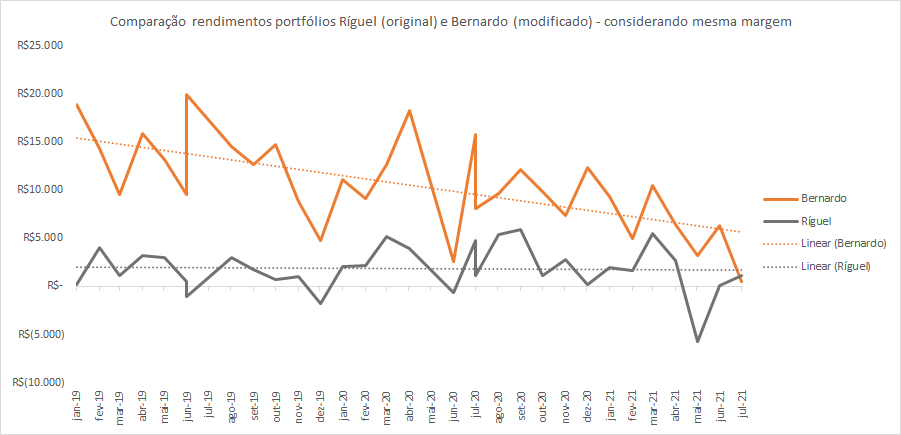 Comparação rendimentos portfólios Ríguel (original) e Bernardo (modificado) - considerando mesma margem
R$25.000
R$20.000
R$15.000
R$10.000
R$5.000
R$-
R$(5.000)
R$(10.000)
Bernardo
Ríguel
Linear (Bernardo)
Linear (Ríguel)
jan-19
fev-19
mar-19
abr-19
mai-19
jun-19
jul-19
ago-19
set-19
out-19
nov-19
dez-19
jan-20
fev-20
mar-20
abr-20
mai-20
jun-20
jul-20
ago-20
set-20
out-20
nov-20
dez-20
jan-21
fev-21
mar-21
abr-21
mai-21
jun-21
jul-21